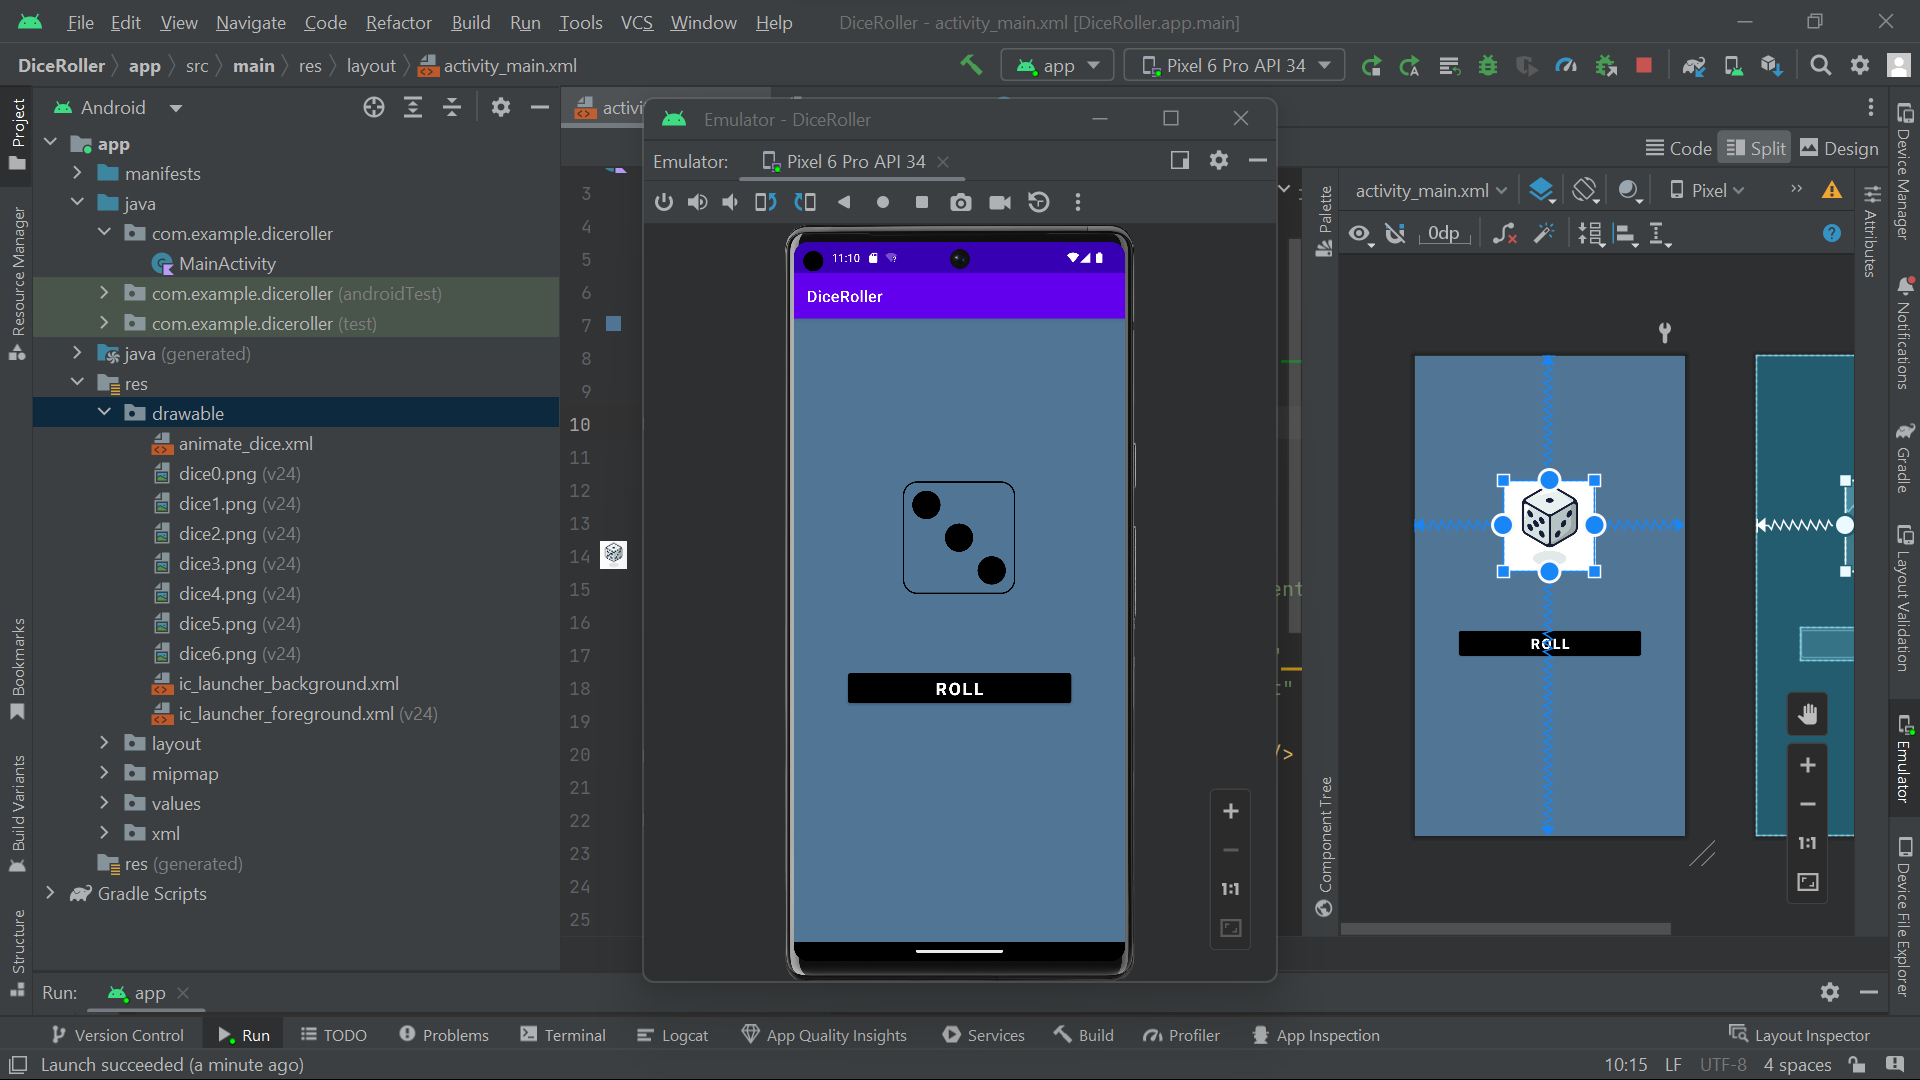 File Edit View Navigate Code Refactor Build Run Tools VCS Window Help DiceRoller - activity_main.xml [DiceRoller.app.main]
DiceRoller app src main res layout activity_main.xml app Pixel 6 Pro API 34
Project
Android
app
manifests
java
com.example.diceroller
MainActivity
com.example.diceroller (androidTest)
com.example.diceroller (test)
java (generated)
res
drawable
animate_dice.xml
dice0.png (v24)
dice1.png (v24)
dice2.png (v24)
dice3.png (v24)
dice4.png (v24)
dice5.png (v24)
dice6.png (v24)
ic_launcher_background.xml
ic_launcher_foreground.xml (v24)
layout
mipmap
values
xml
res (generated)
Gradle Scripts
Resource Manager
Bookmarks
Build Variants
Structure
activi
3
4
5
6
7
8
9
10
11
12
13
14
15
16
17
18
19
20
21
22
23
24
25
Emulator - DiceRoller
Emulator: Pixel 6 Pro API 34
11:10
DiceRoller
ROLL
1:1
ent
"
t"
/>
Code Split Design
Palette
activity_main.xml Pixel
0dp
ROLL
1:1
Component Tree
Attributes
Device Manager
Notifications
Gradle
Layout Validation
Emulator
Device File Explorer
Run: app
Version Control Run TODO Problems Terminal Logcat App Quality Insights Services Build Profiler App Inspection Layout Inspector
Launch succeeded (a minute ago) 10:15 LF UTF-8 4 spaces